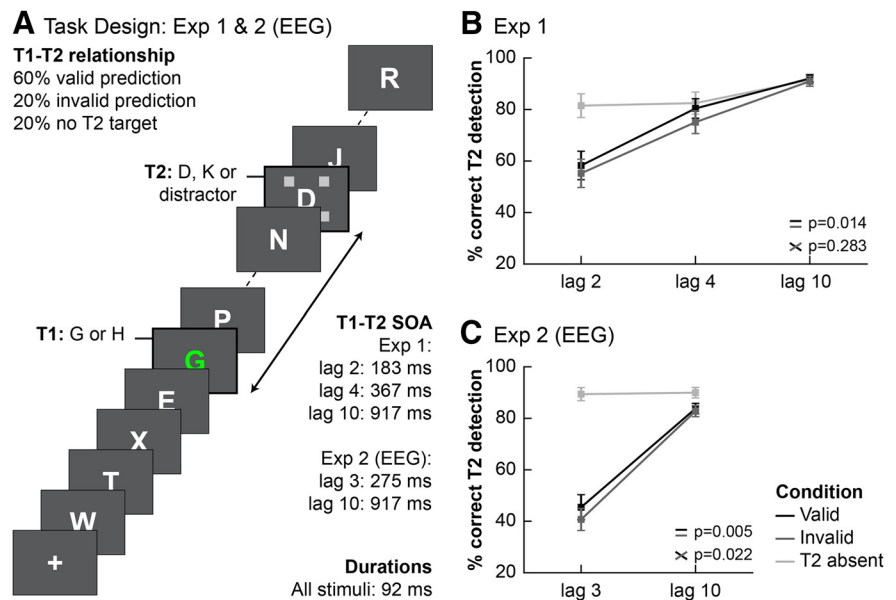 A Task Design: Exp 1 & 2 (EEG)
T1-T2 relationship
60% valid prediction
20% invalid prediction
20% no T2 target
R
J
T2: D, K or
distractor
D
N
P
T1: G or H
G
E
X
T
W
+
T1-T2 SOA
Exp 1:
lag 2: 183 ms
lag 4: 367 ms
lag 10: 917 ms
Exp 2 (EEG):
lag 3: 275 ms
lag 10: 917 ms
Durations
All stimuli: 92 ms
B Exp 1
% correct T2 detection
100
80
60
40
20
p=0.014
p=0.283
lag 2 lag 4 lag 10
C Exp 2 (EEG)
% correct T2 detection
100
80
60
40
20
p=0.005
p=0.022
lag 3 lag 10
Condition
Valid
Invalid
T2 absent